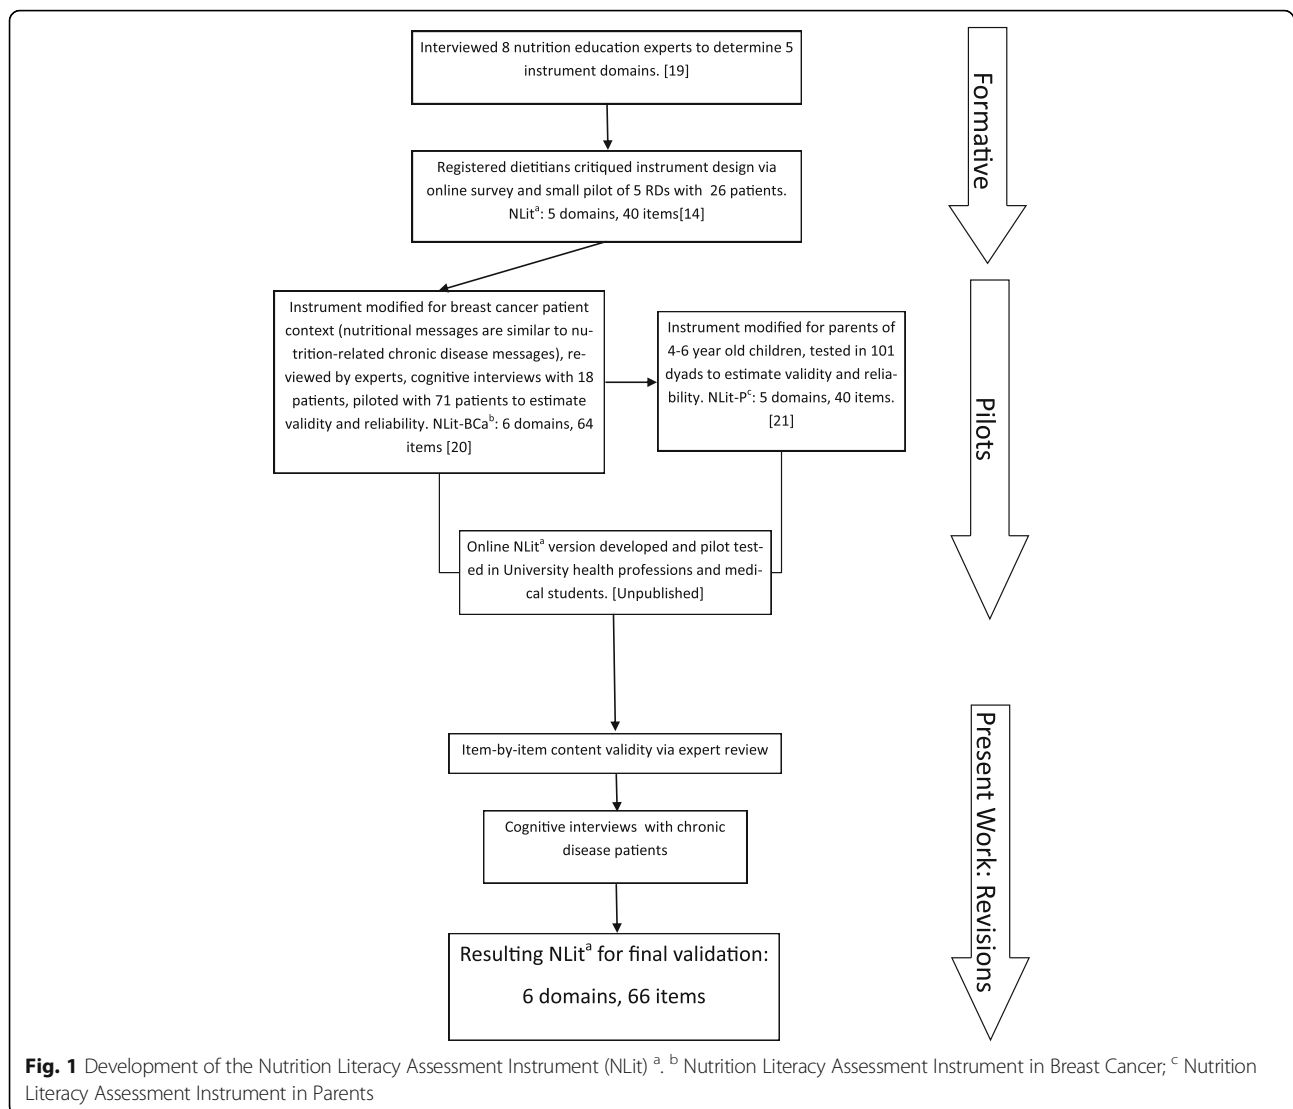 Interviewed 8 nutrition education experts to determine 5
instrument domains. [19]
Formative
Registered dietitians critiqued instrument design via
online survey and small pilot of 5 RDs with 26 patients.
NLitᵃ: 5 domains, 40 items[14]
Instrument modified for breast cancer patient
context (nutritional messages are similar to nu-
trition-related chronic disease messages), re-
viewed by experts, cognitive interviews with 18
patients, piloted with 71 patients to estimate
validity and reliability. NLit-BCaᵇ: 6 domains, 64
items [20]
Instrument modified for parents of
4-6 year old children, tested in 101
dyads to estimate validity and relia-
bility. NLit-Pᶜ: 5 domains, 40 items.
[21]
Pilots
Online NLitᵃ version developed and pilot test-
ed in University health professions and medi-
cal students. [Unpublished]
Item-by-item content validity via expert review
Cognitive interviews with chronic
disease patients
Present Work: Revisions
Resulting NLitᵃ for final validation:
6 domains, 66 items
Fig. 1 Development of the Nutrition Literacy Assessment Instrument (NLit) ᵃ. ᵇ Nutrition Literacy Assessment Instrument in Breast Cancer; ᶜ Nutrition
Literacy Assessment Instrument in Parents